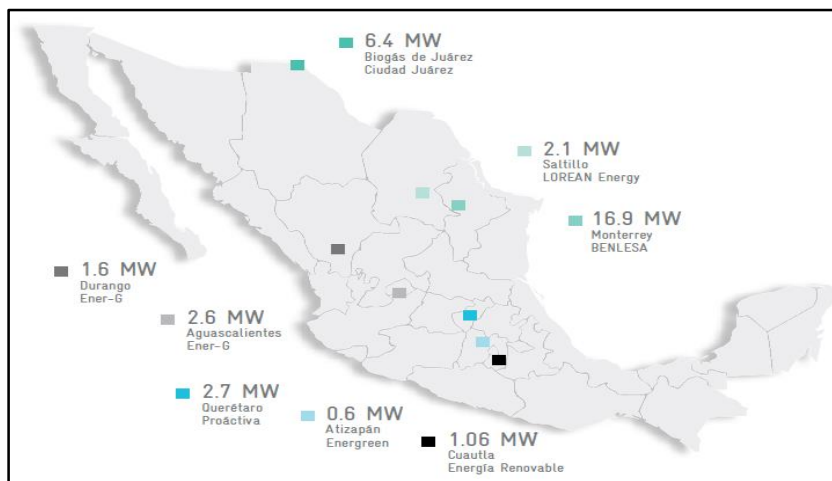 6.4 MW
Biogás de Juárez
Ciudad Juárez
2.1 MW
Saltillo
LOREAN Energy
16.9 MW
Monterrey
BENLESA
1.6 MW
Durango
Ener-G
2.6 MW
Aguascalientes
Ener-G
2.7 MW
Querétaro
Proáctiva
0.6 MW
Atizapán
Energreen
1.06 MW
Cuautla
Energía Renovable